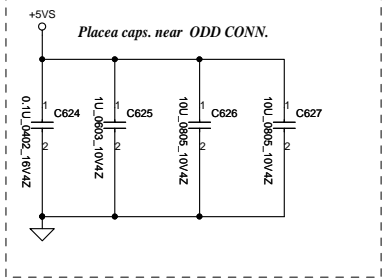 +5VS
Placea caps. near ODD CONN.
0.1U_0402_16V4Z
1
C624
2
1U_0603_10V4Z
1
C625
2
10U_0805_10V4Z
1
C626
2
10U_0805_10V4Z
1
C627
2